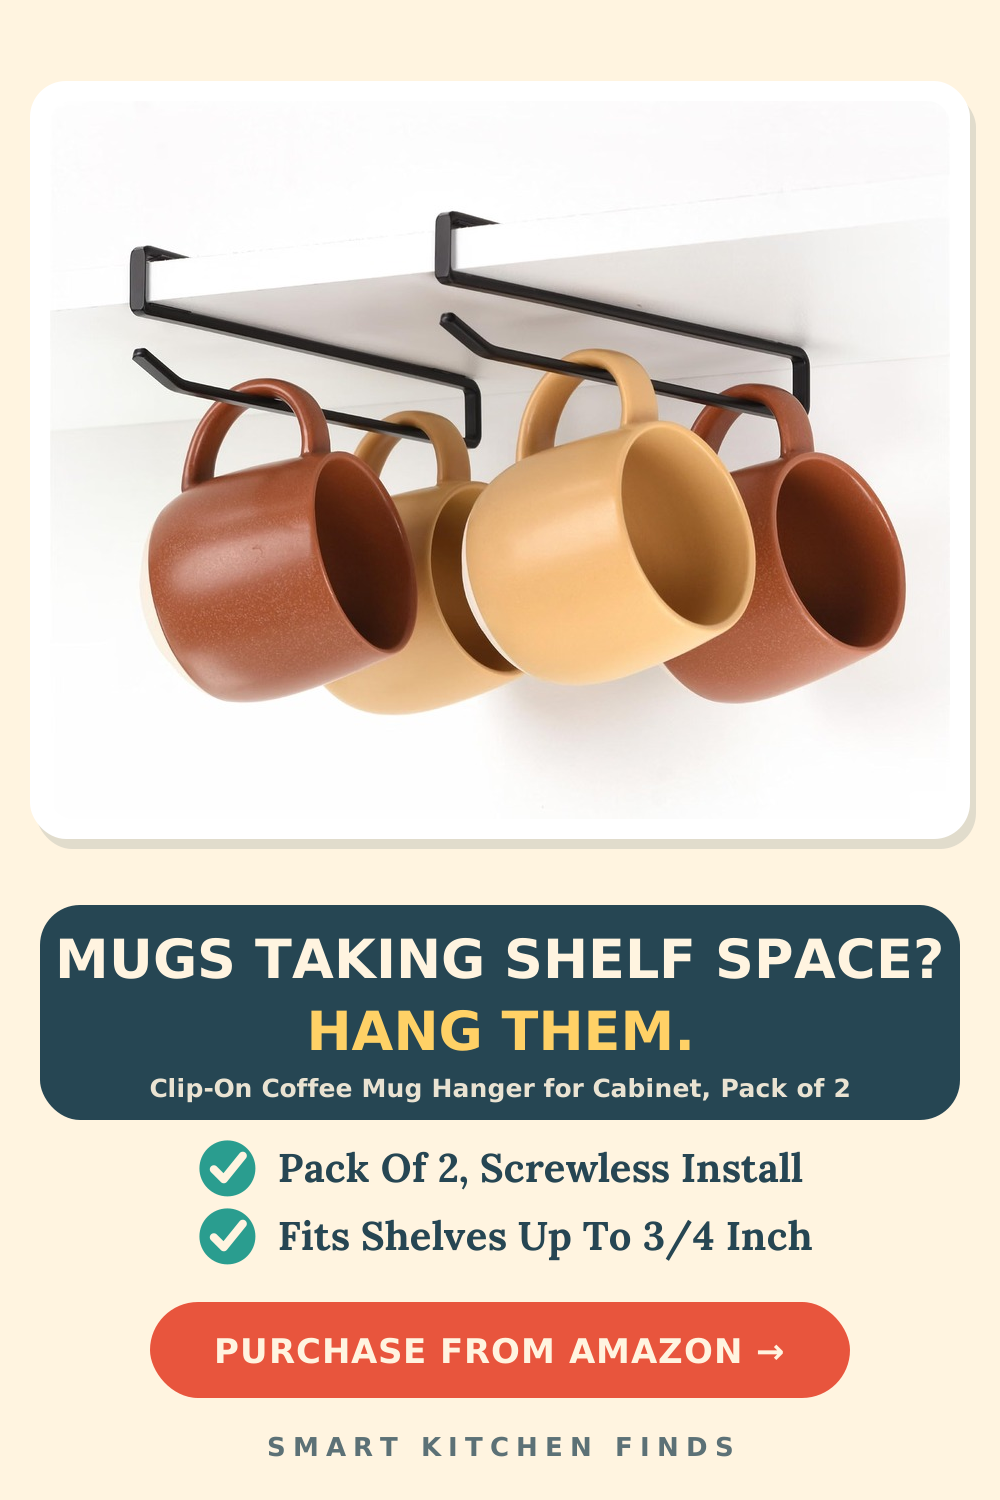 MUGS TAKING SHELF SPACE?
HANG THEM.
Clip-On Coffee Mug Hanger for Cabinet, Pack of 2
Pack Of 2, Screwless Install
Fits Shelves Up To 3/4 Inch
PURCHASE FROM AMAZON →
SMART KITCHEN FINDS